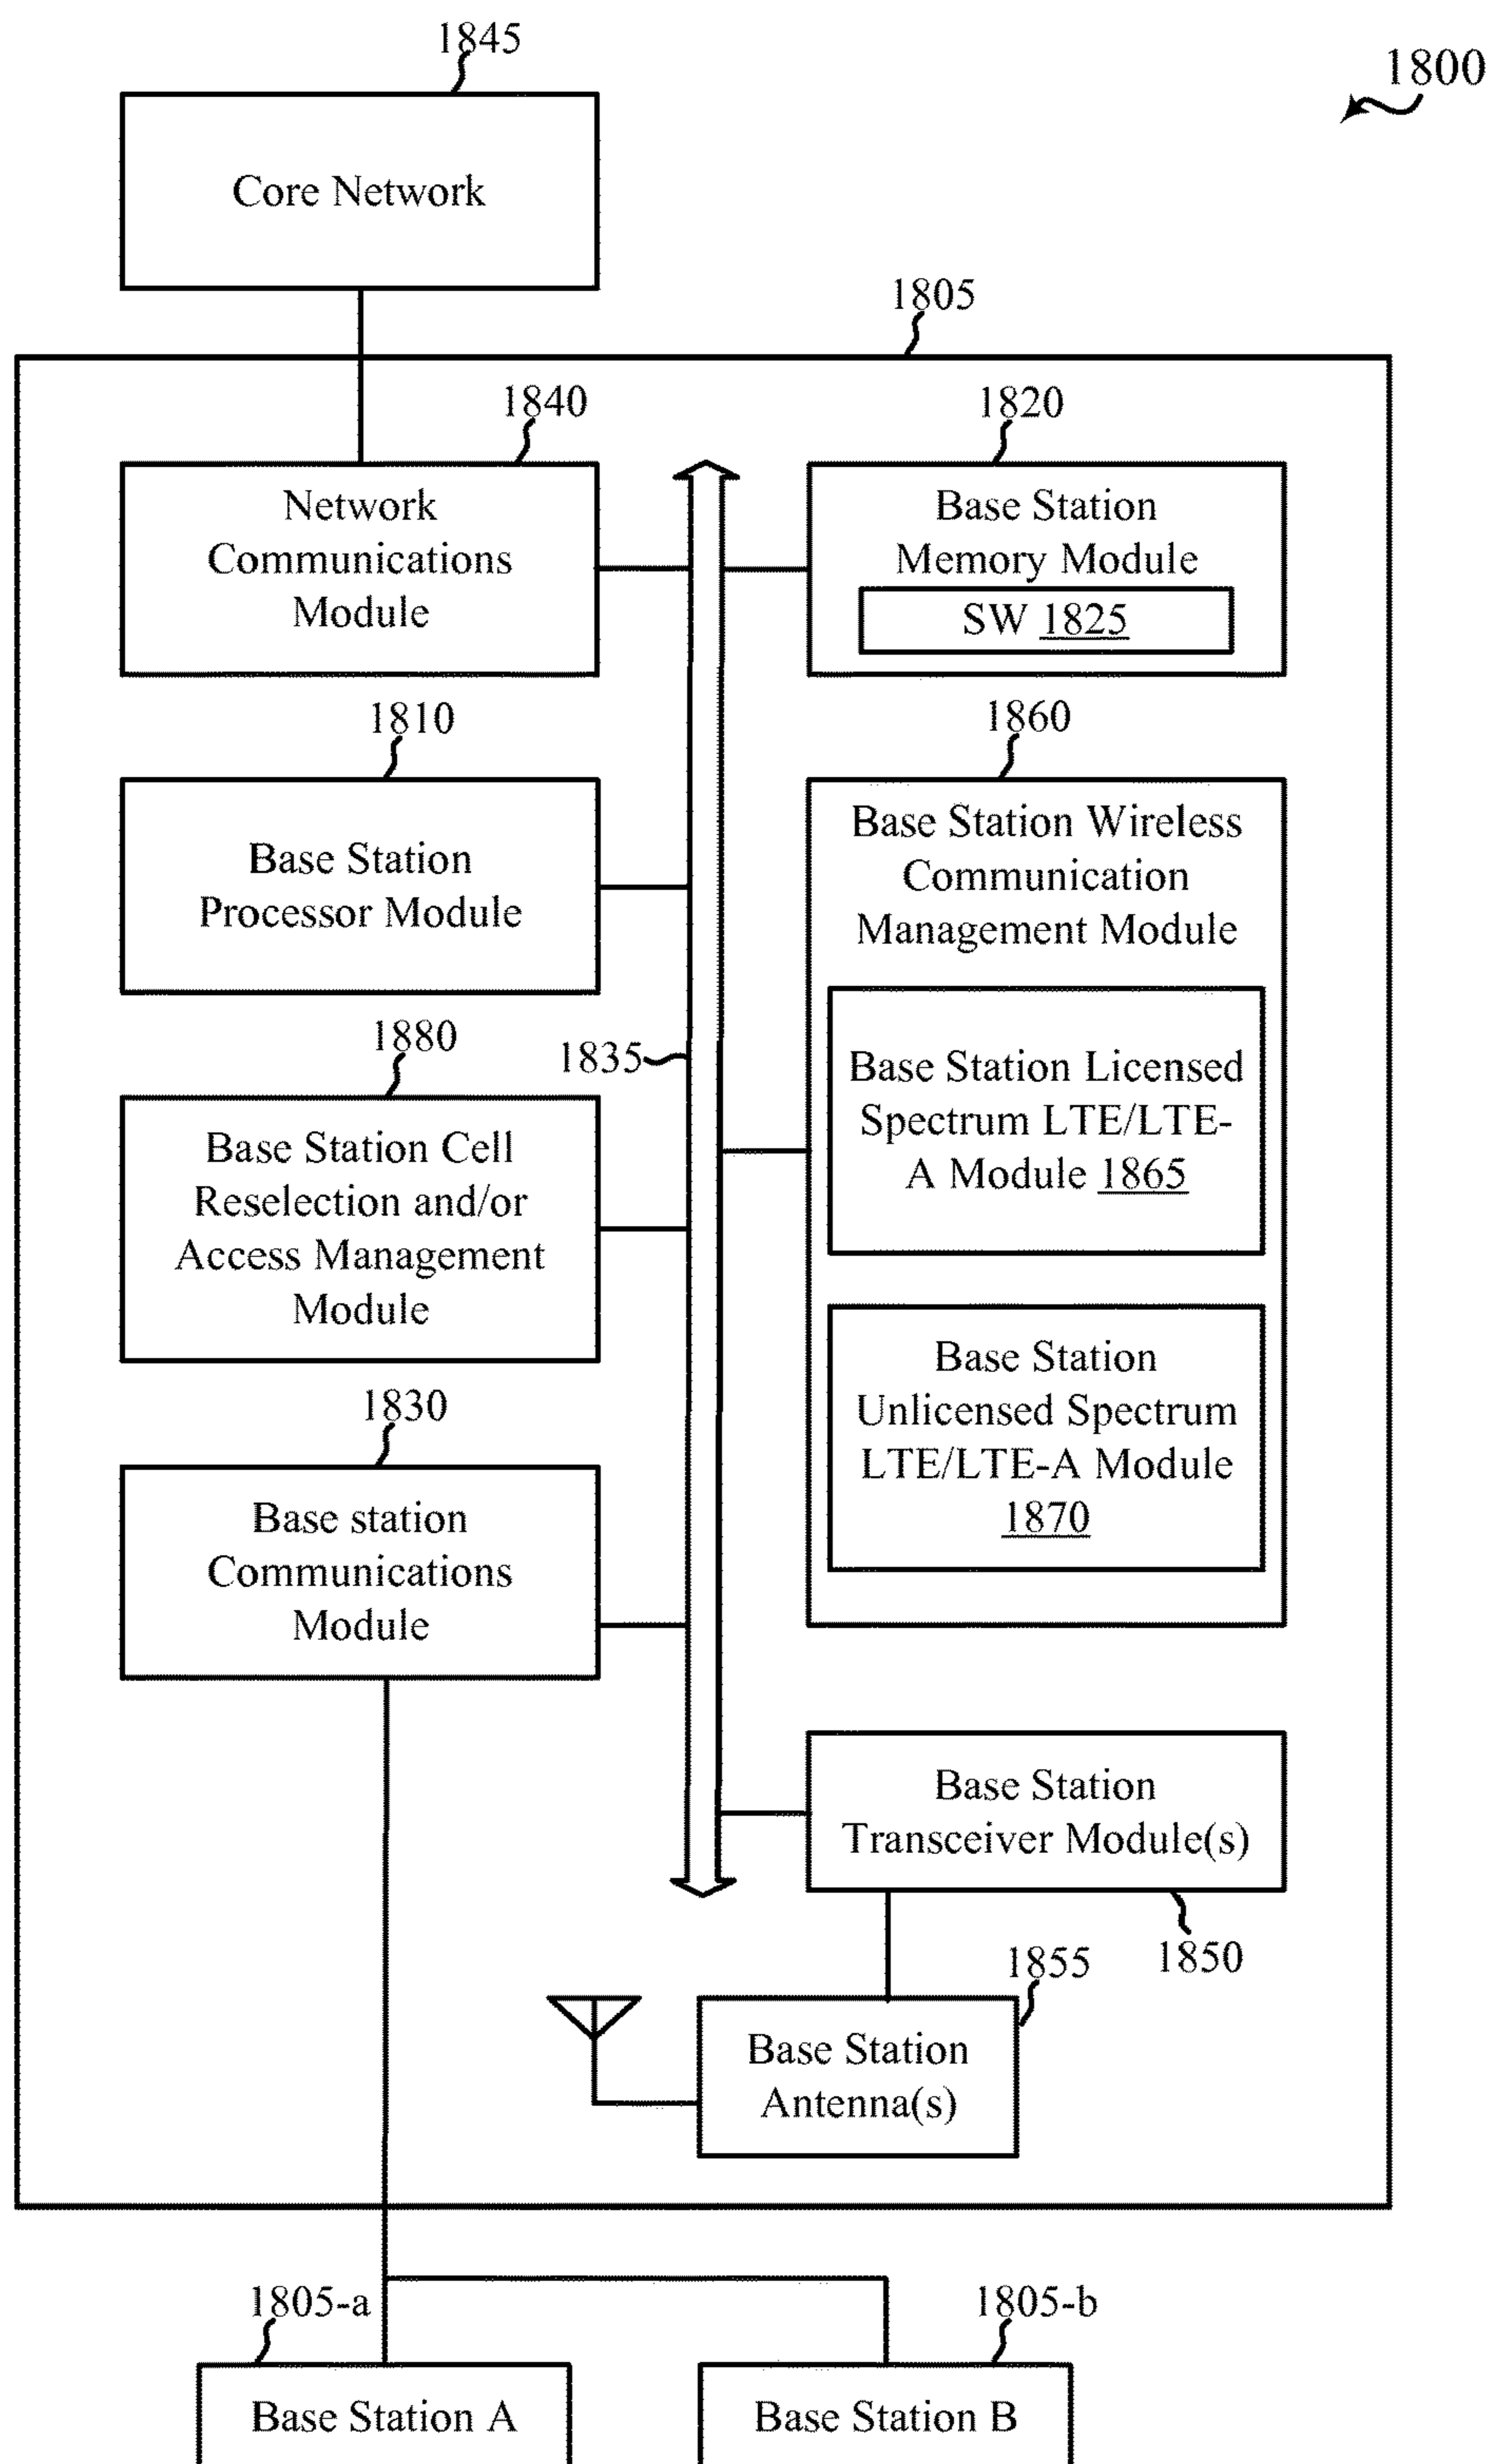 1845
1800
Core Network
1805
1840
1820
Network
Communications
Module
Base Station
Memory Module
SW 1825
1810
1860
Base Station
Processor Module
Base Station Wireless
Communication
Management Module
1880
1835
Base Station Licensed
Spectrum LTE/LTE-
A Module 1865
Base Station Cell
Reselection and/or
Access Management
Module
Base Station
Unlicensed Spectrum
LTE/LTE-A Module
1870
1830
Base station
Communications
Module
Base Station
Transceiver Module(s)
1850
1855
Base Station
Antenna(s)
1805-a
1805-b
Base Station A
Base Station B